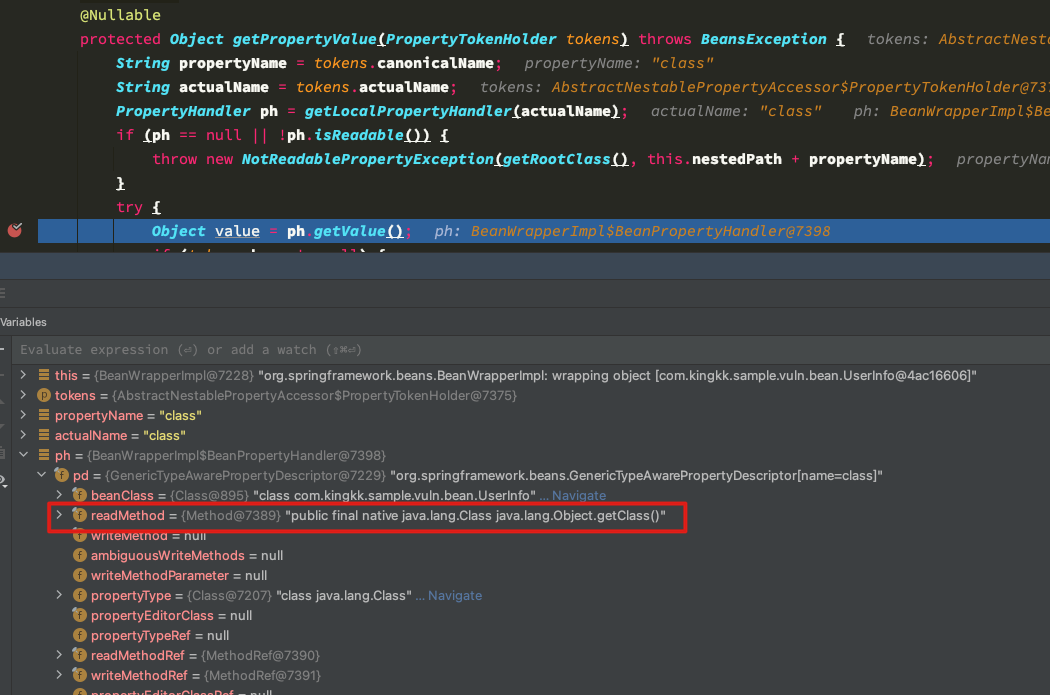 @Nullable
protected Object getPropertyValue(PropertyTokenHolder tokens) throws BeansException { tokens:
String propertyName = tokens.canonicalName; propertyName: "class"
String actualName = tokens.actualName; tokens: AbstractNestablePropertyAccessor$PropertyTokenHolder@737
PropertyHandler ph = getLocalPropertyHandler(actualName); actualName: "class" ph: BeanWrapperImpl$Be
if (ph == null || !ph.isReadable()) {
throw new NotReadablePropertyException(getRootClass(), this.nestedPath + propertyName);
}
try {
Object value = ph.getValue(); ph: BeanWrapperImpl$BeanPropertyHandler@7398
Variables
Evaluate expression (⏎) or add a watch (⇧⌘⏎)
this = {BeanWrapperImpl@7228} "org.springframework.beans.BeanWrapperImpl: wrapping object [com.kingkk.sample.vuln.bean.UserInfo@4ac16606]"
p tokens = {AbstractNestablePropertyAccessor$PropertyTokenHolder@7375}
propertyName = "class"
actualName = "class"
ph = {BeanWrapperImpl$BeanPropertyHandler@7398}
f pd = {GenericTypeAwarePropertyDescriptor@7229} "org.springframework.beans.GenericTypeAwarePropertyDescriptor[name=class]"
f beanClass = {Class@895} "class com.kingkk.sample.vuln.bean.UserInfo" ... Navigate
f readMethod = {Method@7389} "public final native java.lang.Class java.lang.Object.getClass()"
f writeMethod = null
f ambiguousWriteMethods = null
f writeMethodParameter = null
f propertyType = {Class@7207} "class java.lang.Class" ... Navigate
f propertyEditorClass = null
f propertyTypeRef = null
f readMethodRef = {MethodRef@7390}
f writeMethodRef = {MethodRef@7391}
f propertyEditorClassRef = null